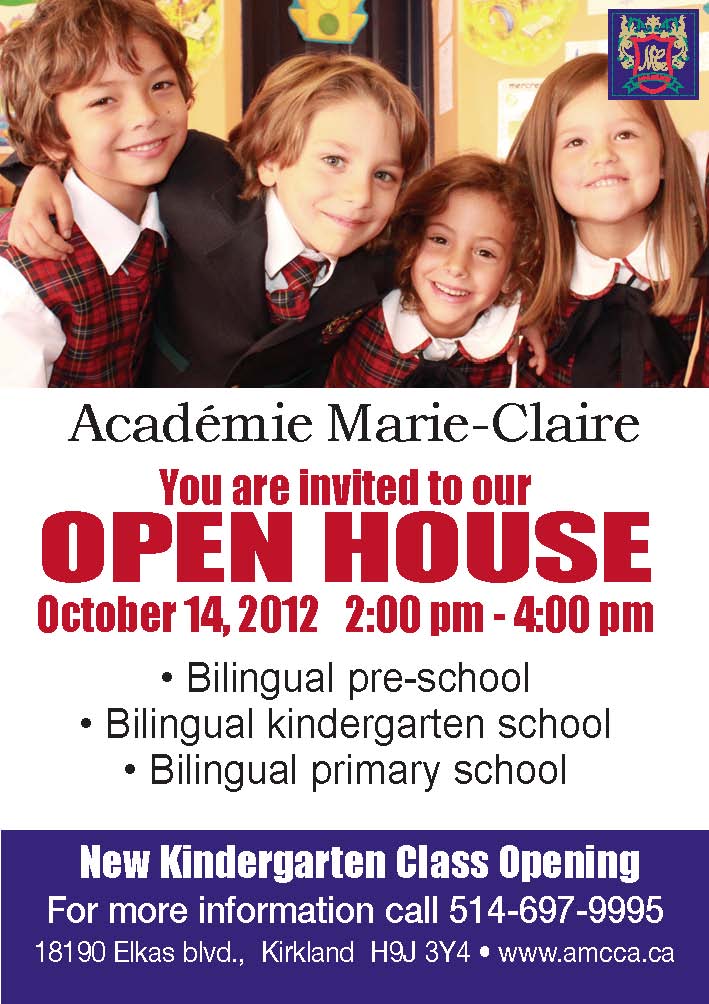 mercre
Académie Marie-Claire
You are invited to our
OPEN HOUSE
October 14, 2012 2:00 pm - 4:00 pm
• Bilingual pre-school
• Bilingual kindergarten school
• Bilingual primary school
New Kindergarten Class Opening
For more information call 514-697-9995
18190 Elkas blvd., Kirkland H9J 3Y4 • www.amcca.ca